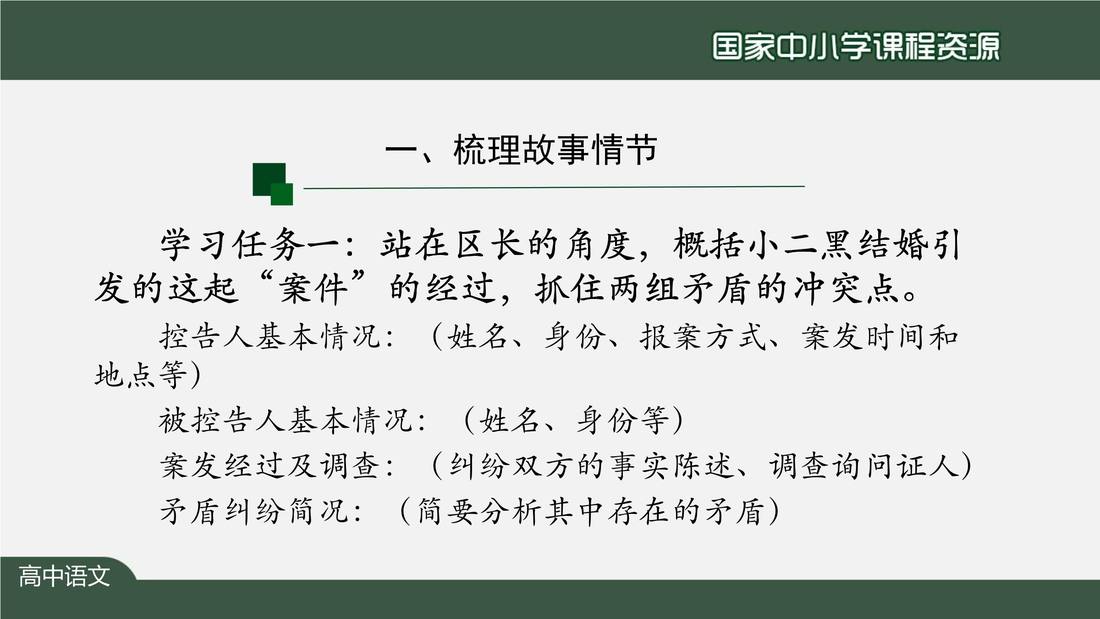 国家中小学课程资源
一、梳理故事情节
学习任务一：站在区长的角度，概括小二黑结婚引
发的这起“案件”的经过，抓住两组矛盾的冲突点。
控告人基本情况：（姓名、身份、报案方式、案发时间和
地点等）
被控告人基本情况：（姓名、身份等）
案发经过及调查：（纠纷双方的事实陈述、调查询问证人）
矛盾纠纷简况：（简要分析其中存在的矛盾）
高中语文